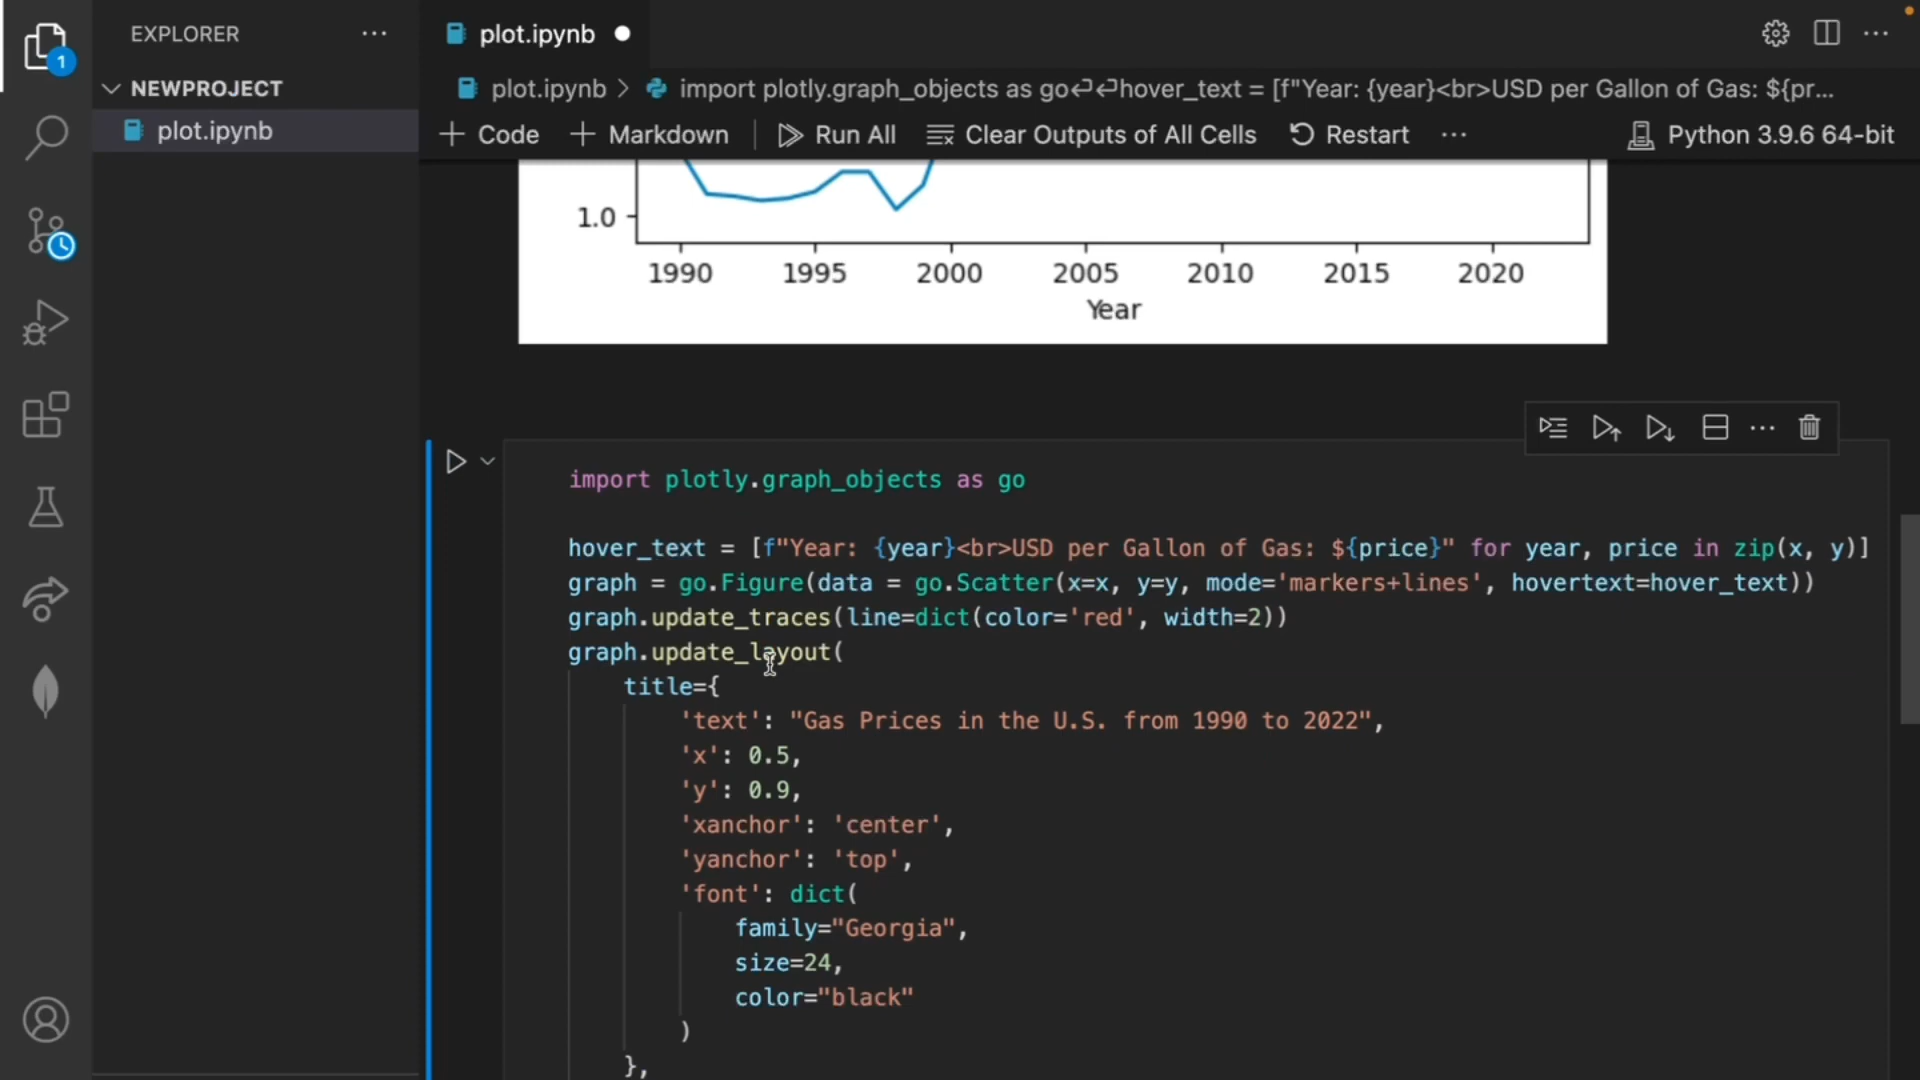 EXPLORER
plot.ipynb
1
NEWPROJECT
plot.ipynb
plot.ipynb > import plotly.graph_objects as go↩↩hover_text = [f"Year: {year}<br>USD per Gallon of Gas: ${pr...
+ Code + Markdown Run All Clear Outputs of All Cells Restart ··· Python 3.9.6 64-bit
1.0
1990 1995 2000 2005 2010 2015 2020
Year
import plotly.graph_objects as go
hover_text = [f"Year: {year}<br>USD per Gallon of Gas: ${price}" for year, price in zip(x, y)]
graph = go.Figure(data = go.Scatter(x=x, y=y, mode='markers+lines', hovertext=hover_text))
graph.update_traces(line=dict(color='red', width=2))
graph.update_layout(
title={
'text': "Gas Prices in the U.S. from 1990 to 2022",
'x': 0.5,
'y': 0.9,
'xanchor': 'center',
'yanchor': 'top',
'font': dict(
family="Georgia",
size=24,
color="black"
)
},